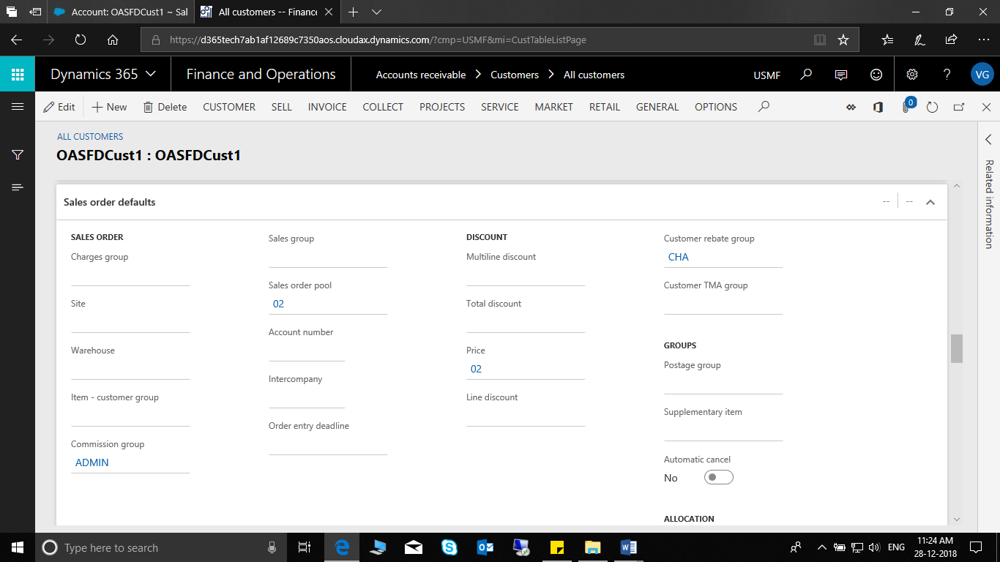 Account: OASFDCust1 ~ Sal
All customers -- Financ
https://d365tech7ab1af12689c7350aos.cloudax.dynamics.com/?cmp=USMF&mi=CustTableListPage
Dynamics 365
Finance and Operations
Accounts receivable > Customers > All customers
USMF
?
VG
Edit
New
Delete
CUSTOMER
SELL
INVOICE
COLLECT
PROJECTS
SERVICE
MARKET
RETAIL
GENERAL
OPTIONS
0
ALL CUSTOMERS
OASFDCust1 : OASFDCust1
Related information
Sales order defaults
-- | --
SALES ORDER
Charges group
Site
Warehouse
Item - customer group
Commission group
ADMIN
Sales group
Sales order pool
02
Account number
Intercompany
Order entry deadline
DISCOUNT
Multiline discount
Total discount
Price
02
Line discount
Customer rebate group
CHA
Customer TMA group
GROUPS
Postage group
Supplementary item
Automatic cancel
No
ALLOCATION
Type here to search
ENG
11:24 AM
28-12-2018